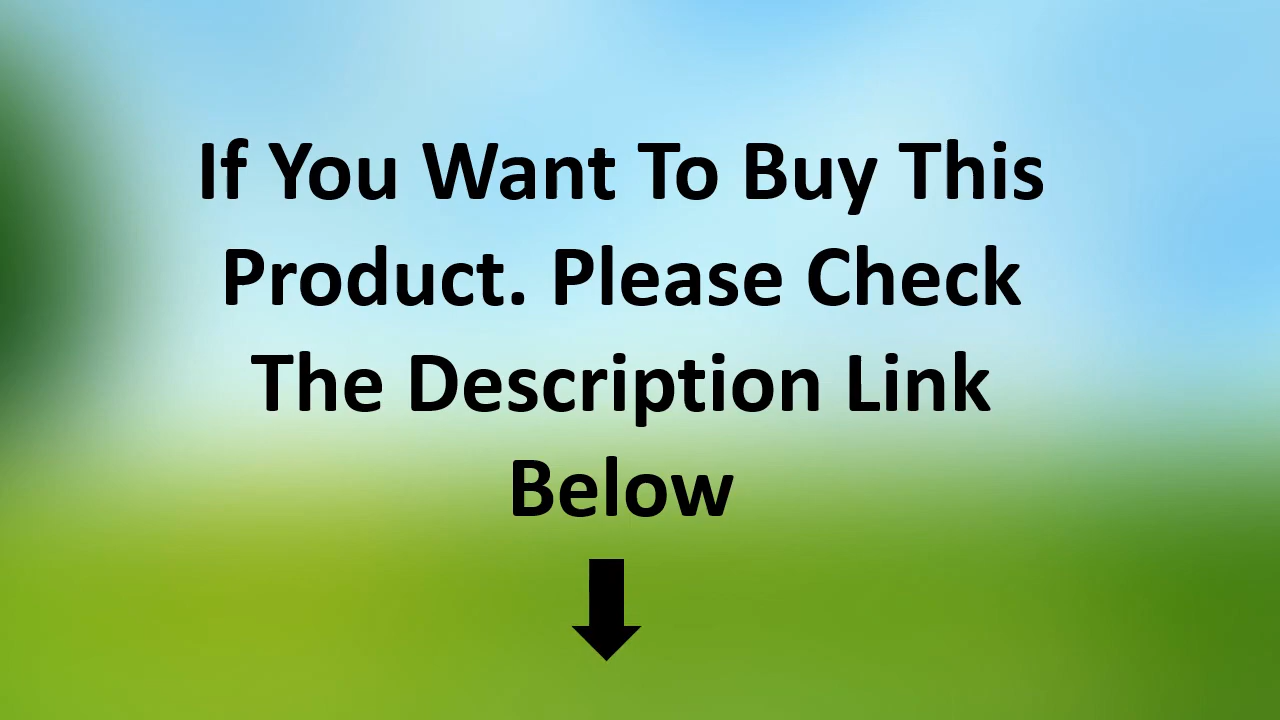 If You Want To Buy This
Product. Please Check
The Description Link
Below